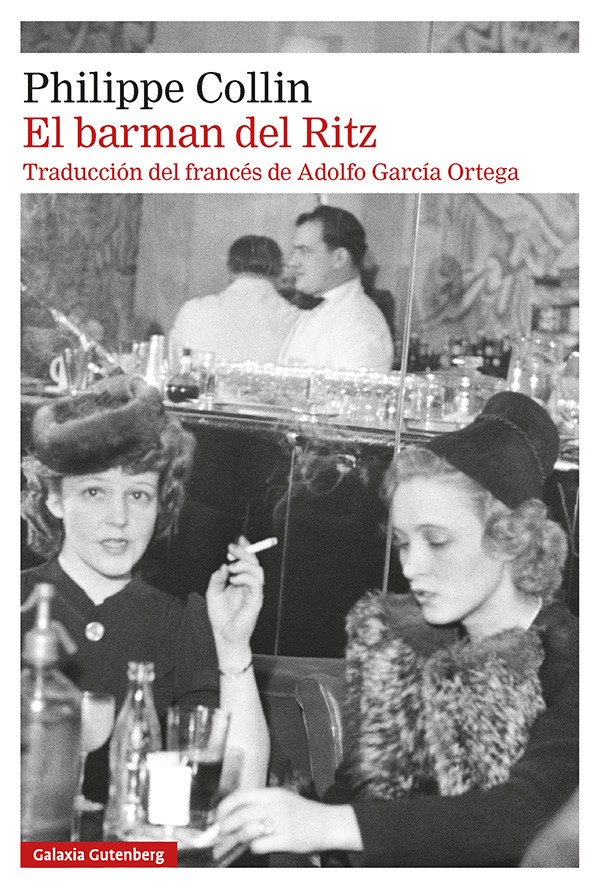 Philippe Collin
El barman del Ritz
Traducción del francés de Adolfo García Ortega
Galaxia Gutenberg